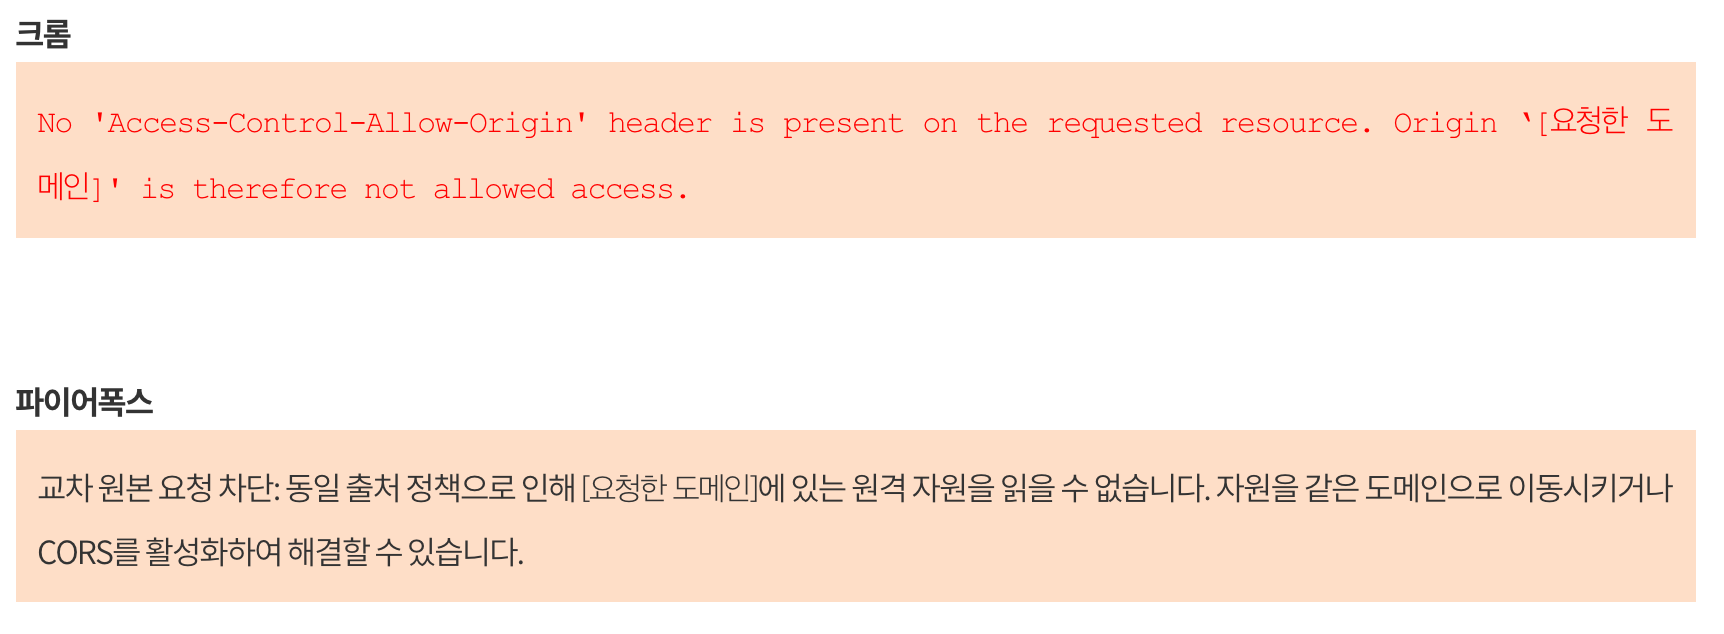 크롬
No 'Access-Control-Allow-Origin' header is present on the requested resource. Origin ‘[요청한 도
메인]' is therefore not allowed access.
파이어폭스
교차 원본 요청 차단: 동일 출처 정책으로 인해 [요청한 도메인]에 있는 원격 자원을 읽을 수 없습니다. 자원을 같은 도메인으로 이동시키거나
CORS를 활성화하여 해결할 수 있습니다.